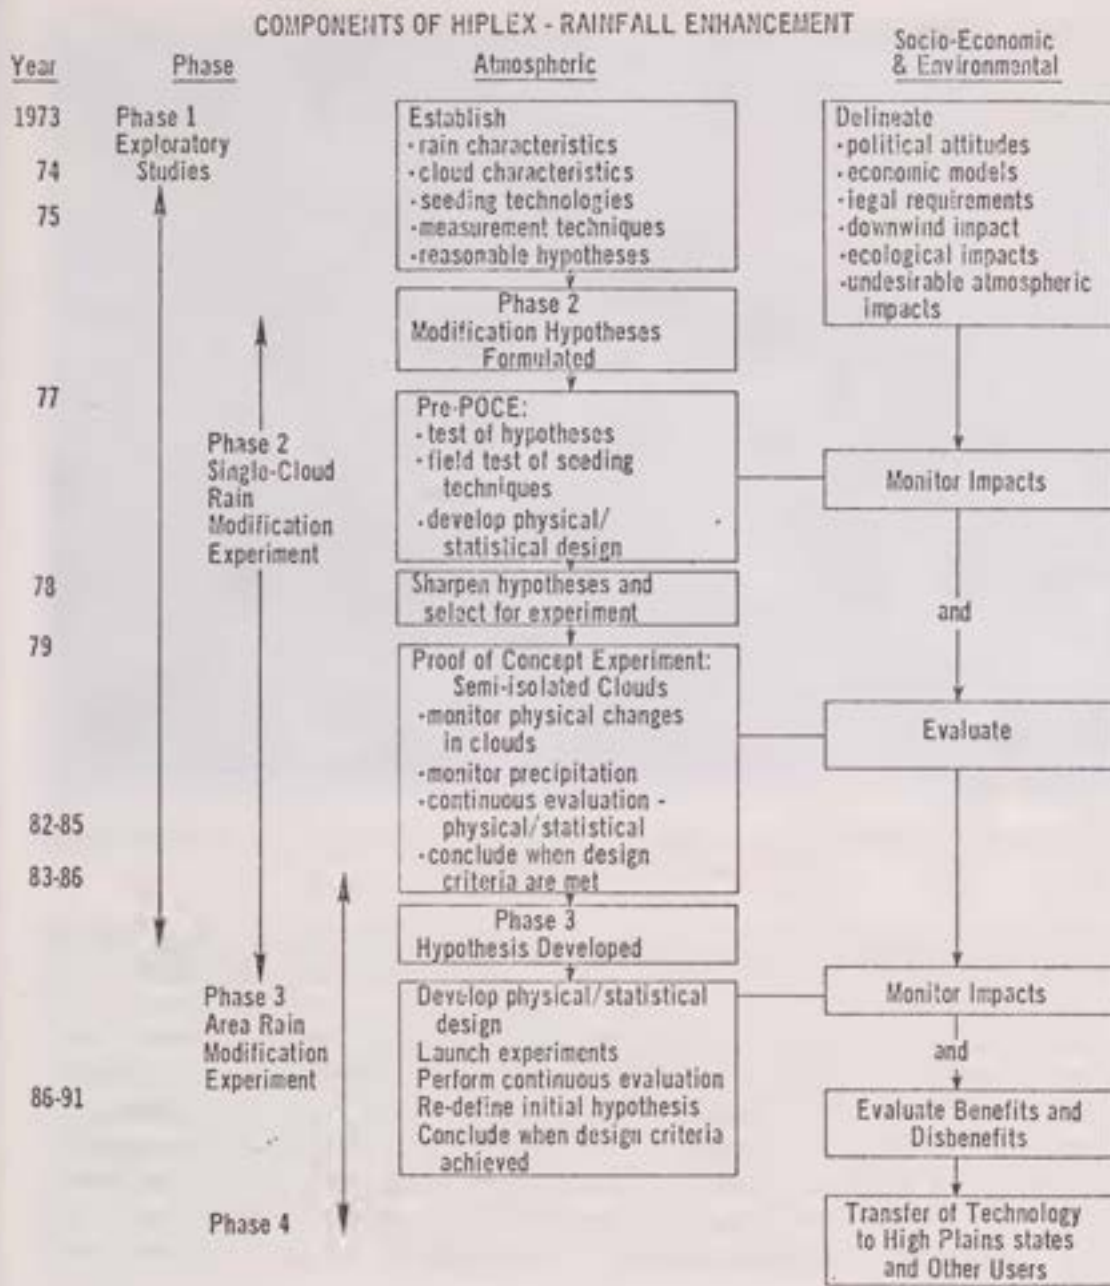 COMPONENTS OF HIPLEX - RAINFALL ENHANCEMENT
Year
Phase
Atmospheric
Socio-Economic
& Environmental
1973
74
75
77
78
79
82-85
83-86
86-91
Phase 1
Exploratory
Studies
Phase 2
Single-Cloud
Rain
Modification
Experiment
Phase 3
Area Rain
Modification
Experiment
Phase 4
Establish
·rain characteristics
·cloud characteristics
·seeding technologies
·measurement techniques
·reasonable hypotheses
Phase 2
Modification Hypotheses
Formulated
Pre-POCE:
·test of hypotheses
·field test of seeding
techniques
·develop physical/
statistical design
Sharpen hypotheses and
select for experiment
Proof of Concept Experiment:
Semi-isolated Clouds
·monitor physical changes
in clouds
·monitor precipitation
·continuous evaluation -
physical/statistical
·conclude when design
criteria are met
Phase 3
Hypothesis Developed
Develop physical/statistical
design
Launch experiments
Perform continuous evaluation
Re-define initial hypothesis
Conclude when design criteria
achieved
Delineate
·political attitudes
·economic models
·legal requirements
·downwind impact
·ecological impacts
·undesirable atmospheric
impacts
Monitor Impacts
and
Evaluate
Monitor Impacts
and
Evaluate Benefits and
Disbenefits
Transfer of Technology
to High Plains states
and Other Users